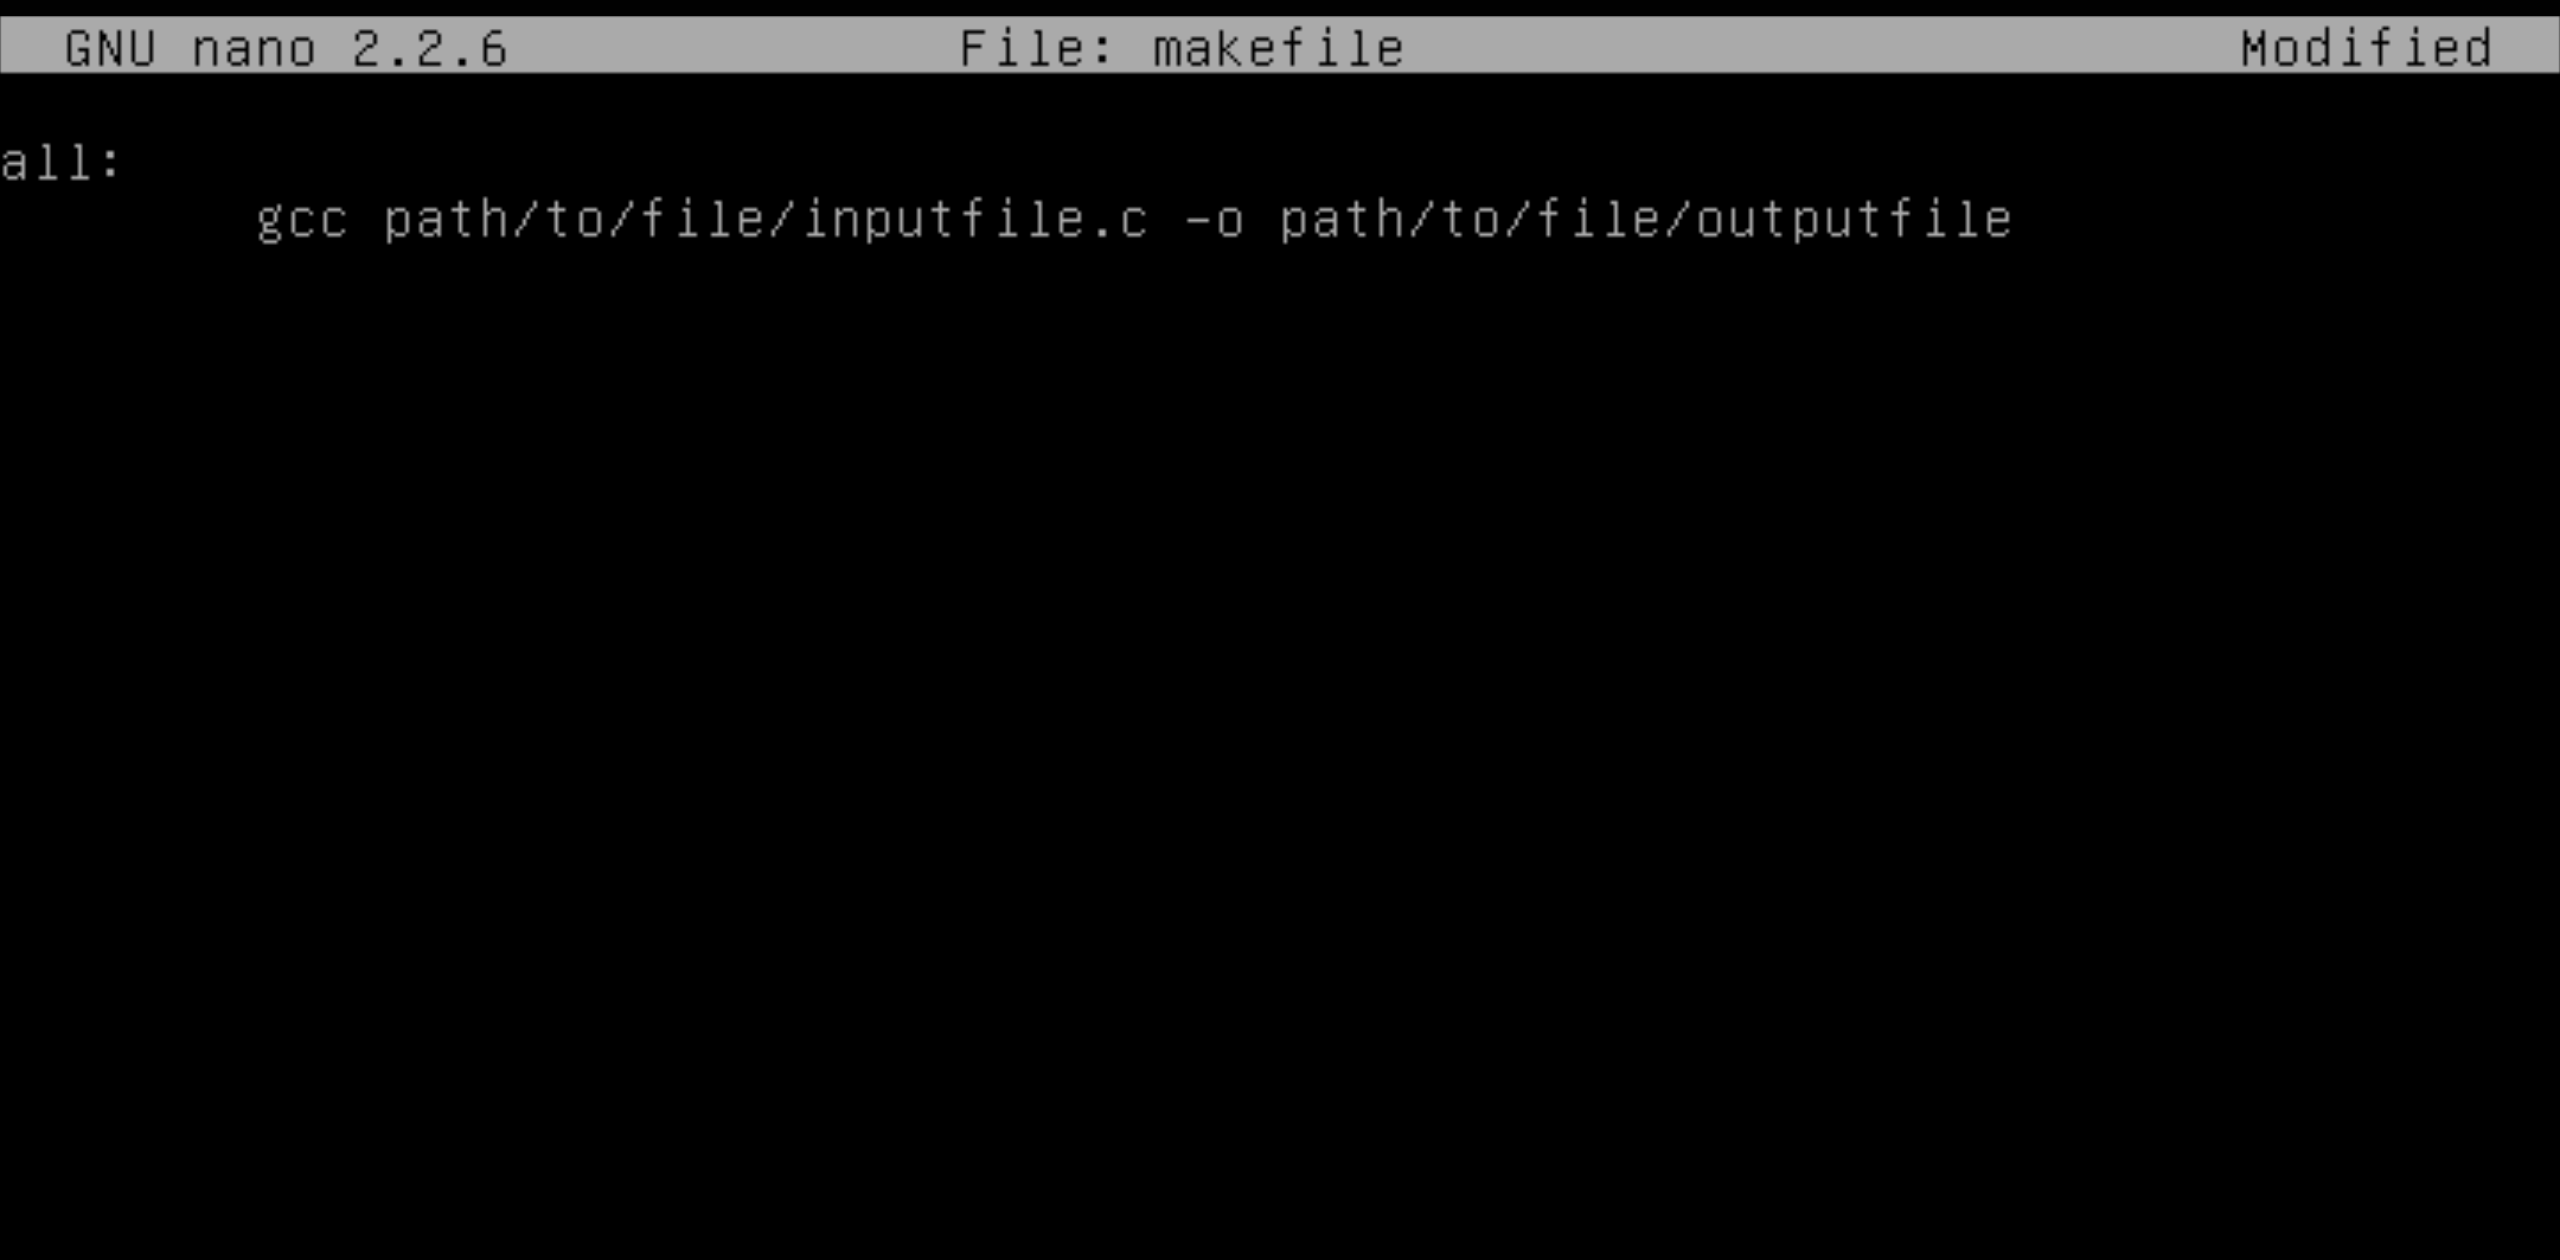 GNU nano 2.2.6 File: makefile Modified
all:
gcc path/to/file/inputfile.c -o path/to/file/outputfile